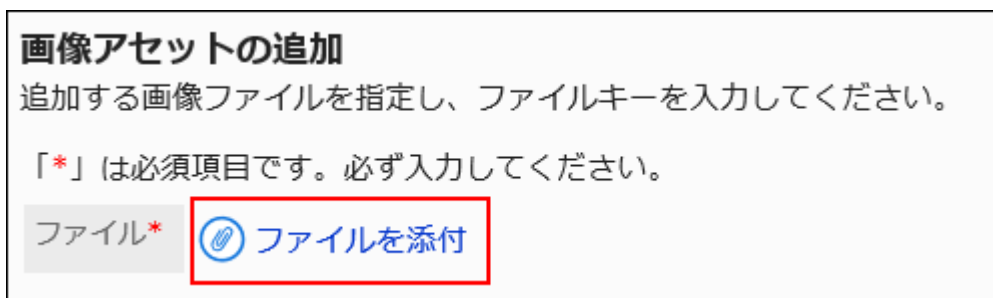 画像アセットの追加
追加する画像ファイルを指定し、ファイルキーを入力してください。
「*」は必須項目です。必ず入力してください。
ファイル* ファイルを添付